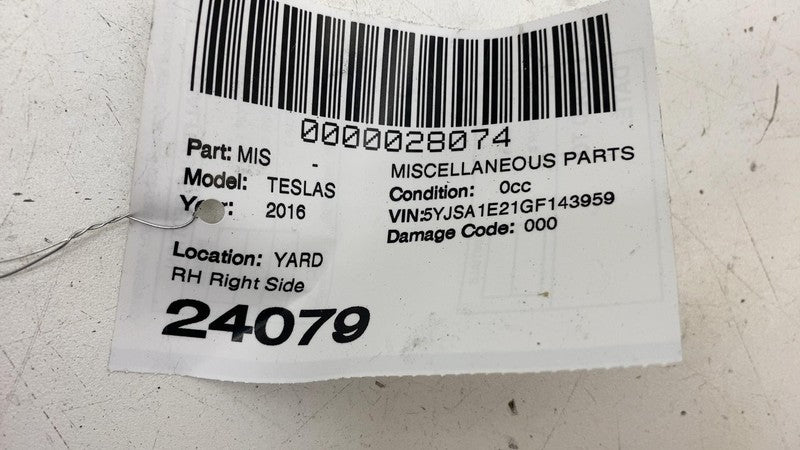 0000028074
Part: MIS - MISCELLANEOUS PARTS
Model: TESLAS Condition: 0cc
Year: 2016 VIN:5YJSA1E21GF143959
Damage Code: 000
Location: YARD
RH Right Side
24079